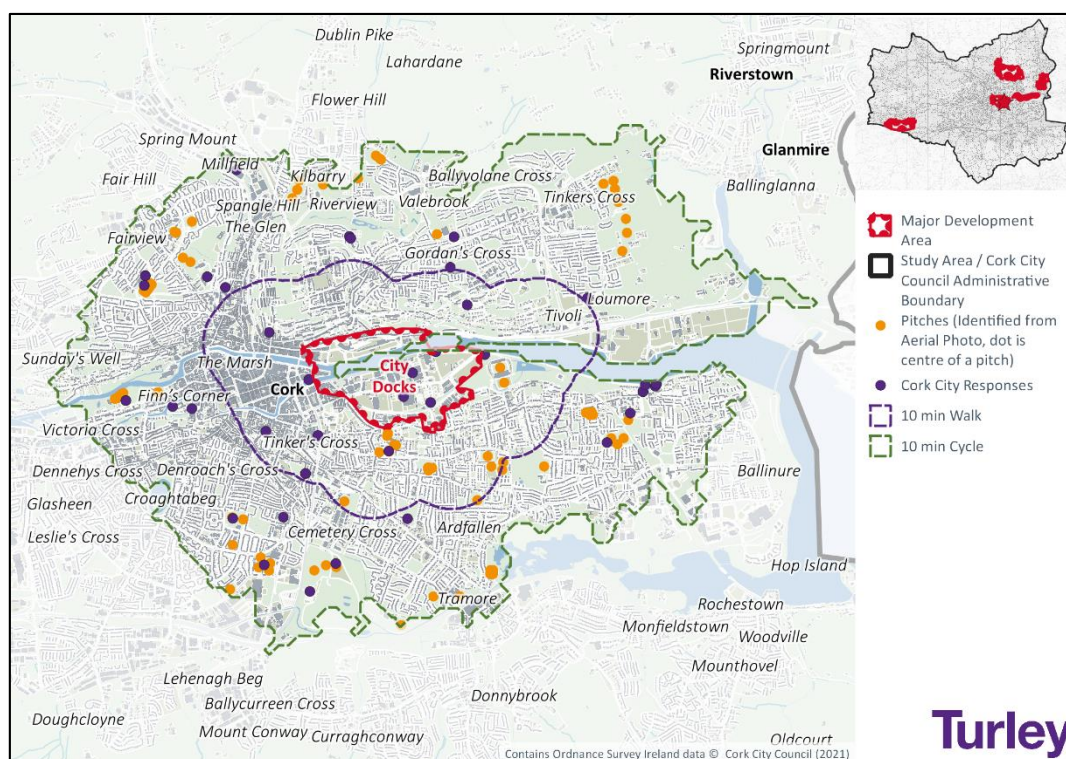 Dublin Pike
Lahardane
Springmount
Riverstown
Flower Hill
Spring Mount
Millfield
Glanmire
Fair Hill
Kilbarry
Ballyvolane Cross
Ballinglanna
Spangle Hill
Riverview
Valebrook
Tinkers Cross
The Glen
Fairview
Gordan's Cross
Loumore
Tivoli
Sunday's Well
The Marsh
City
Docks
Cork
Finn's Corner
Victoria Cross
Tinker's Cross
Dennehys Cross
Denroach's Cross
Ballinure
Glasheen
Croaghtabeg
Leslie's Cross
Cemetery Cross
Ardfallen
Hop Island
Tramore
Rochestown
Monfieldstown
Woodville
Mounthovel
Lehenagh Beg
Donnybrook
Ballycurreen Cross
Doughcloyne
Mount Conway
Curraghconway
Oldcourt
Contains Ordnance Survey Ireland data © Cork City Council (2021)
Major Development
Area
Study Area / Cork City
Council Administrative
Boundary
Pitches (Identified from
Aerial Photo, dot is
centre of a pitch)
Cork City Responses
10 min Walk
10 min Cycle
Turley